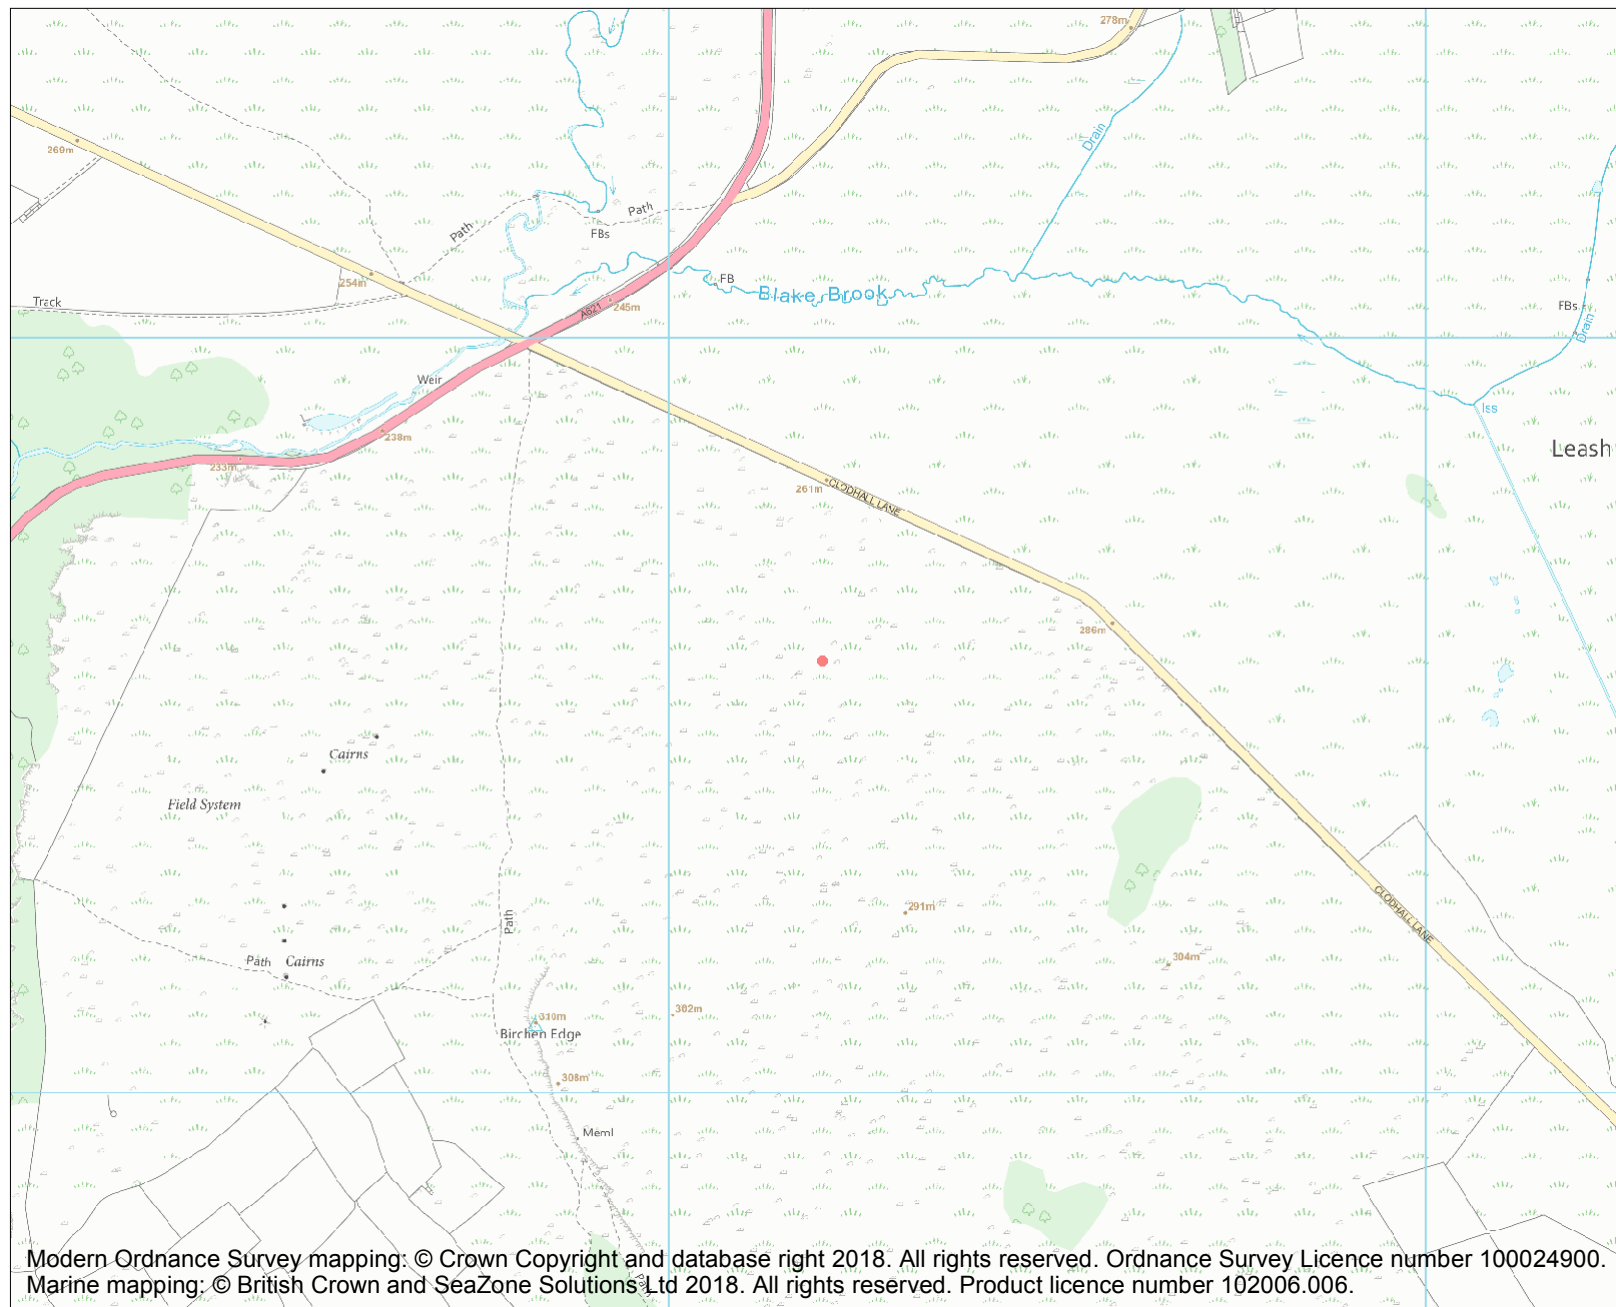 278m
Drain
269m
Path
Path
FBs
254m
FB
Blake Brook
Track
A621
245m
FBs
Drain
Weir
Iss
238m
Leash
233m
261m
CLODHALL LANE
286m
Cairns
Field System
CLODHALL LANE
291m
Path
304m
Path
Cairns
302m
310m
Birchen Edge
308m
Meml
Path
Modern Ordnance Survey mapping: © Crown Copyright and database right 2018. All rights reserved. Ordnance Survey Licence number 100024900.
Marine mapping: © British Crown and SeaZone Solutions Ltd 2018. All rights reserved. Product licence number 102006.006.